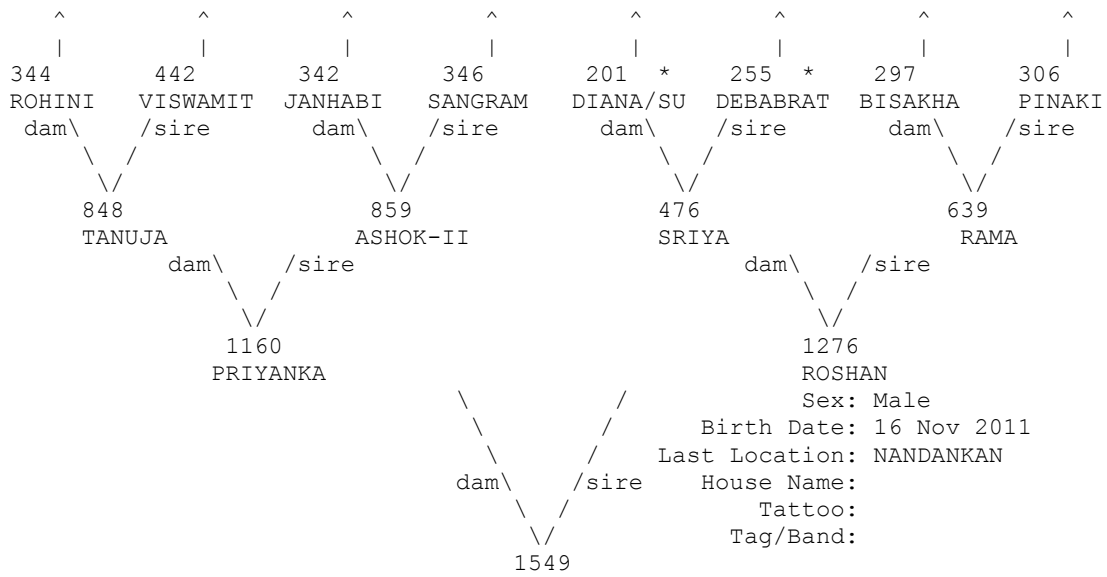 ^ ^ ^ ^ ^ ^ ^ ^
| | | | | | | |
344 442 342 346 201 * 255 * 297 306
ROHINI VISWAMIT JANHABI SANGRAM DIANA/SU DEBABRAT BISAKHA PINAKI
dam\ /sire dam\ /sire dam\ /sire dam\ /sire
\ / \ / \ / \ /
\/ \/ \/ \/
848 859 476 639
TANUJA ASHOK-II SRIYA RAMA
dam\ /sire dam\ /sire
\ / \ /
\/ \/
1160 1276
PRIYANKA ROSHAN
\ / Sex: Male
\ / Birth Date: 16 Nov 2011
\ / Last Location: NANDANKAN
dam\ /sire House Name:
\ / Tattoo:
\/ Tag/Band:
1549